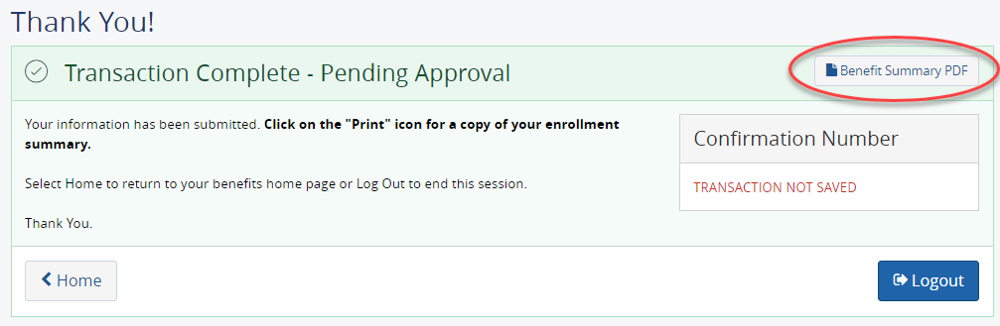 Thank You!
Transaction Complete - Pending Approval
Benefit Summary PDF
Your information has been submitted. Click on the "Print" icon for a copy of your enrollment
summary.
Select Home to return to your benefits home page or Log Out to end this session.
Thank You.
Confirmation Number
TRANSACTION NOT SAVED
Home
Logout